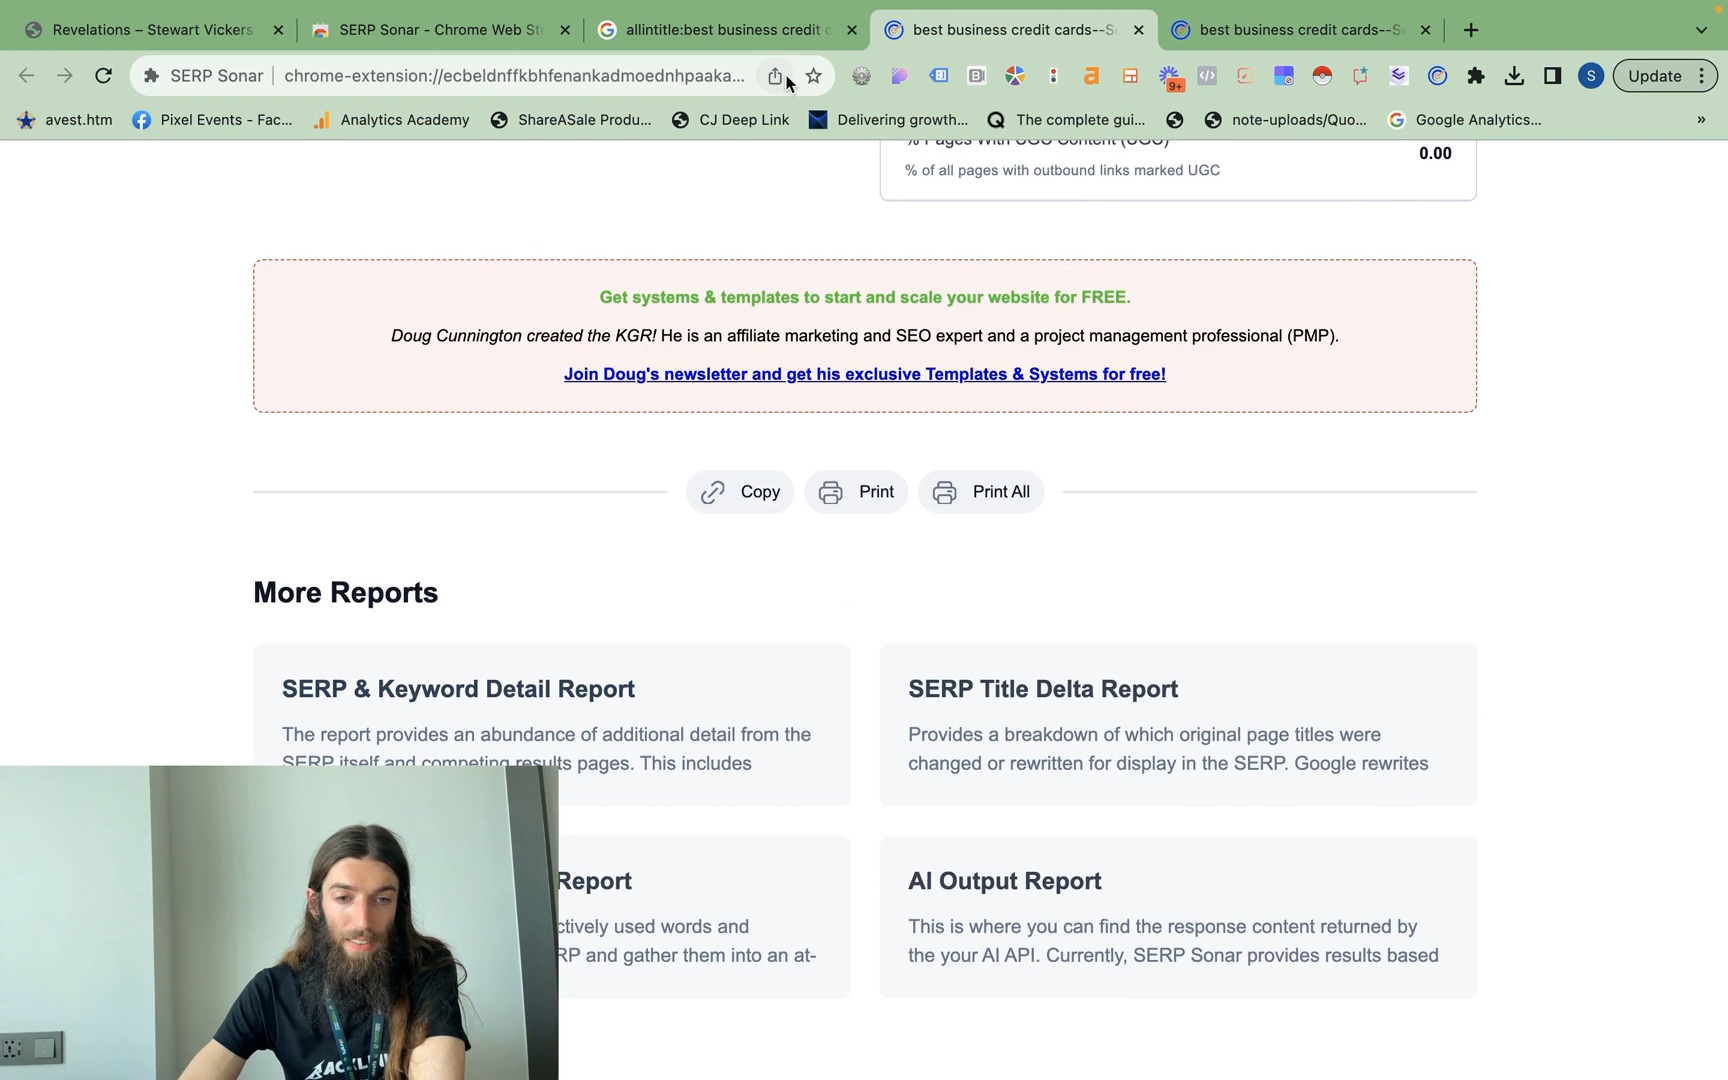 Revelations – Stewart Vickers
SERP Sonar - Chrome Web Sto
allintitle:best business credit c
best business credit cards--S
best business credit cards--S
SERP Sonar
chrome-extension://ecbeldnffkbhfenankadmoednhpaaka...
9+
S
Update
avest.htm
Pixel Events - Fac...
Analytics Academy
ShareASale Produ...
CJ Deep Link
Delivering growth...
The complete gui...
note-uploads/Quo...
Google Analytics...
»
% Pages With UGC Content (UGC)
0.00
% of all pages with outbound links marked UGC
Get systems & templates to start and scale your website for FREE.
Doug Cunnington created the KGR! He is an affiliate marketing and SEO expert and a project management professional (PMP).
Join Doug's newsletter and get his exclusive Templates & Systems for free!
Copy
Print
Print All
More Reports
SERP & Keyword Detail Report
The report provides an abundance of additional detail from the
SERP itself and competing results pages. This includes
SERP Title Delta Report
Provides a breakdown of which original page titles were
changed or rewritten for display in the SERP. Google rewrites
Report
ctively used words and
RP and gather them into an at-
AI Output Report
This is where you can find the response content returned by
the your AI API. Currently, SERP Sonar provides results based